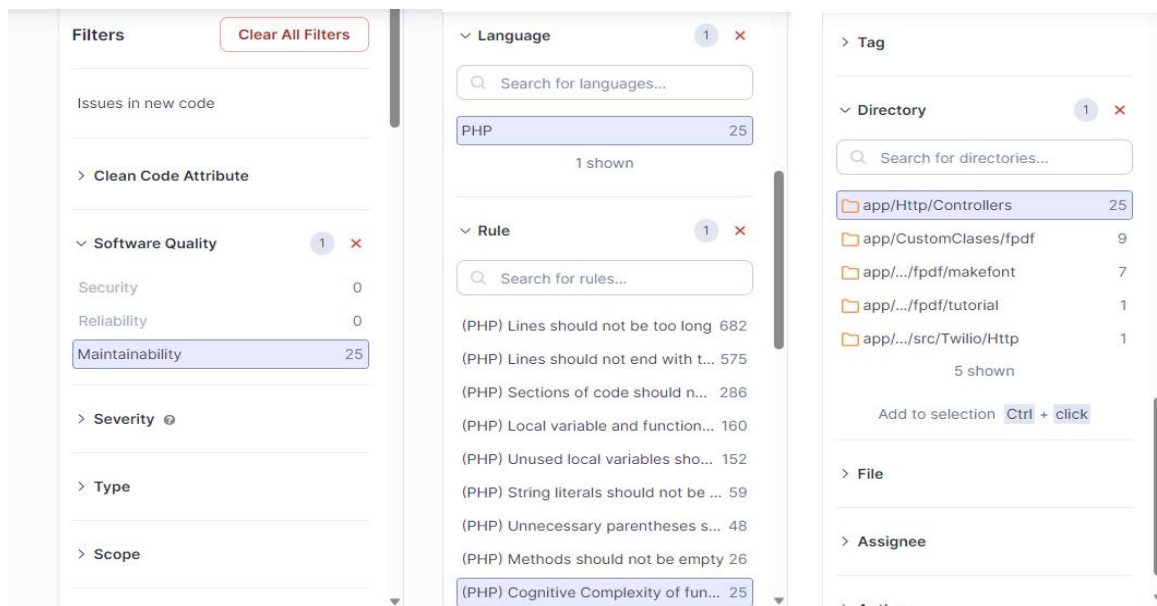 Filters
Clear All Filters
Issues in new code
Clean Code Attribute
Software Quality 1
Security 0
Reliability 0
Maintainability 25
Severity
Type
Scope
Language 1
Search for languages...
PHP 25
1 shown
Rule 1
Search for rules...
(PHP) Lines should not be too long 682
(PHP) Lines should not end with t... 575
(PHP) Sections of code should n... 286
(PHP) Local variable and function... 160
(PHP) Unused local variables sho... 152
(PHP) String literals should not be ... 59
(PHP) Unnecessary parentheses s... 48
(PHP) Methods should not be empty 26
(PHP) Cognitive Complexity of fun... 25
Tag
Directory 1
Search for directories...
app/Http/Controllers 25
app/CustomClases/fpdf 9
app/.../fpdf/makefont 7
app/.../fpdf/tutorial 1
app/.../src/Twilio/Http 1
5 shown
Add to selection Ctrl + click
File
Assignee